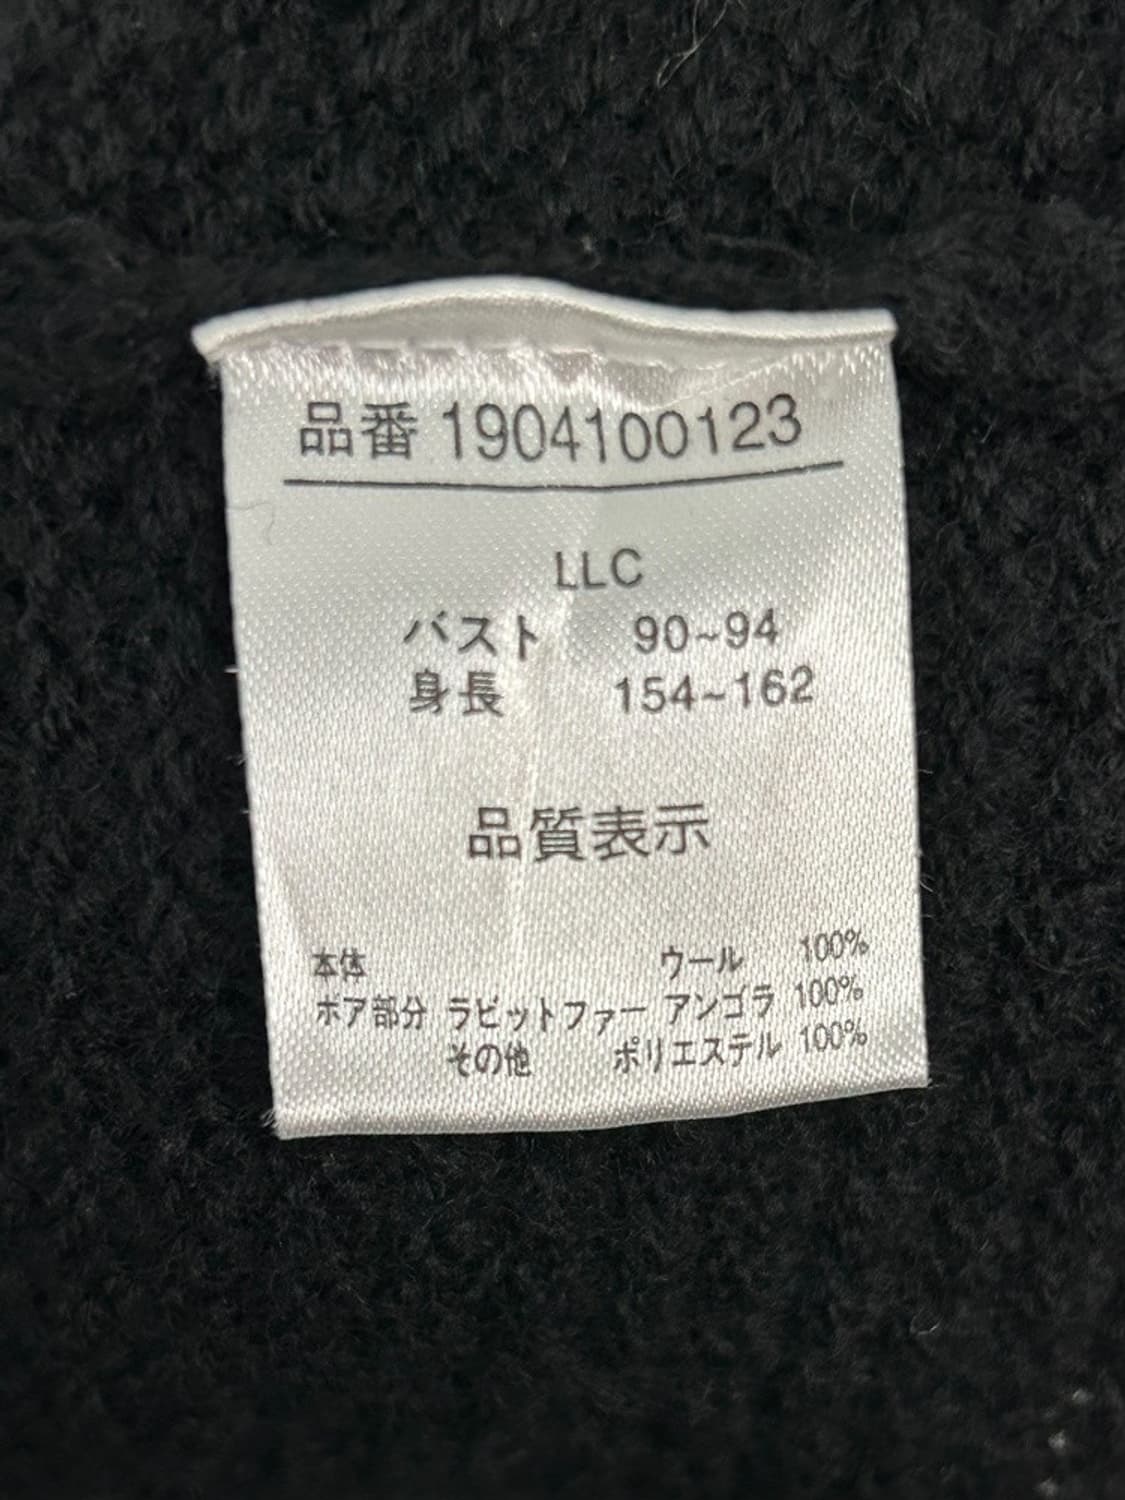 品番 1904100123
LLC
バスト 90~94
身長 154~162
品質表示
本体 ウール 100%
ホア部分 ラビットファー アンゴラ 100%
その他 ポリエステル 100%